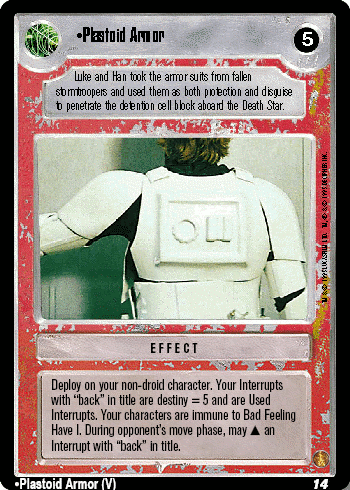 •Plastoid Armor
5
Luke and Han took the armor suits from fallen
stormtroopers and used them as both protection and disguise
to penetrate the detention cell block aboard the Death Star.
EFFECT
Deploy on your non-droid character. Your Interrupts
with “back” in title are destiny = 5 and are Used
Interrupts. Your characters are immune to Bad Feeling
Have I. During opponent’s move phase, may ▲ an
Interrupt with “back” in title.
•Plastoid Armor (V)
14